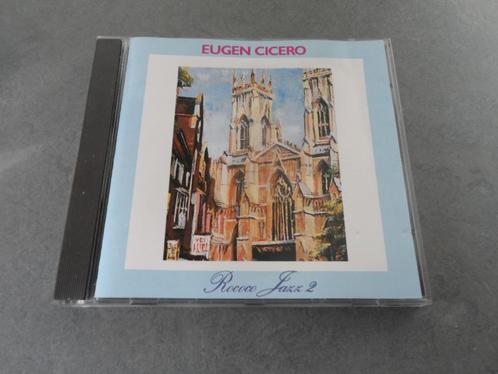 EUGEN CICERO
Rococo Jazz 2